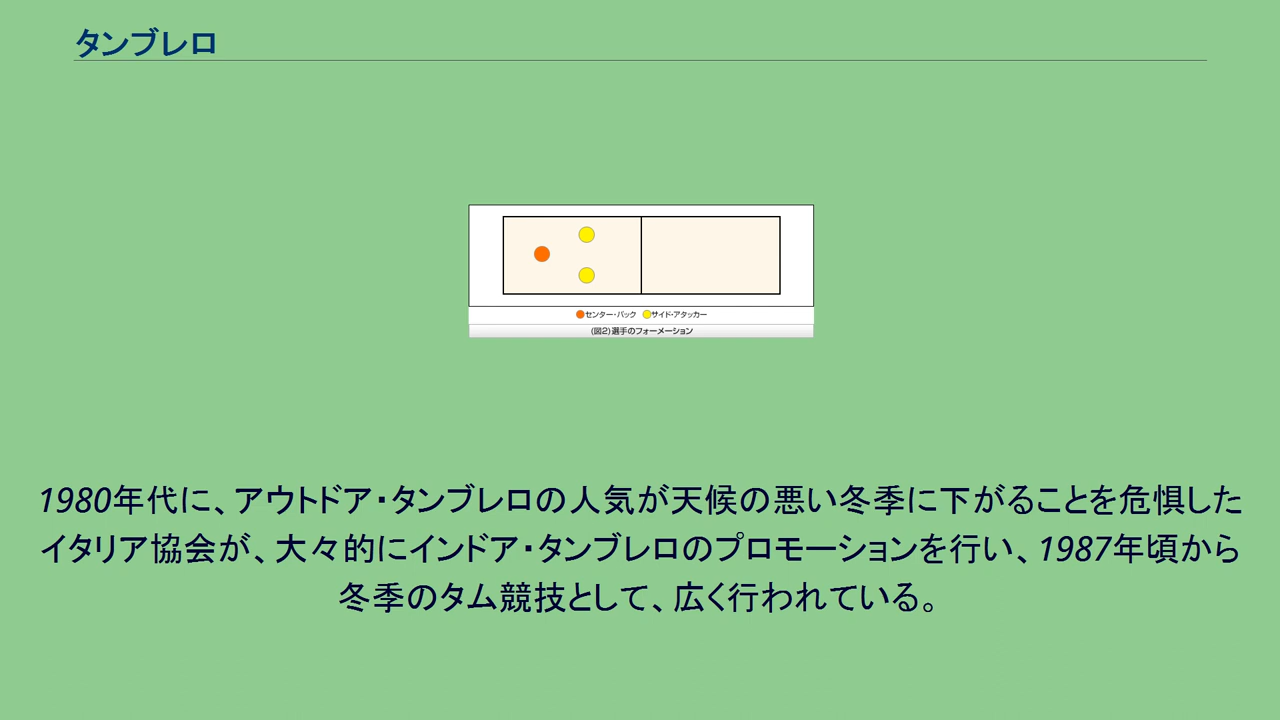 タンブレロ
センター・バック サイド・アタッカー
(図2)選手のフォーメーション
1980年代に、アウトドア・タンブレロの人気が天候の悪い冬季に下がることを危惧した
イタリア協会が、大々的にインドア・タンブレロのプロモーションを行い、1987年頃から
冬季のタム競技として、広く行われている。